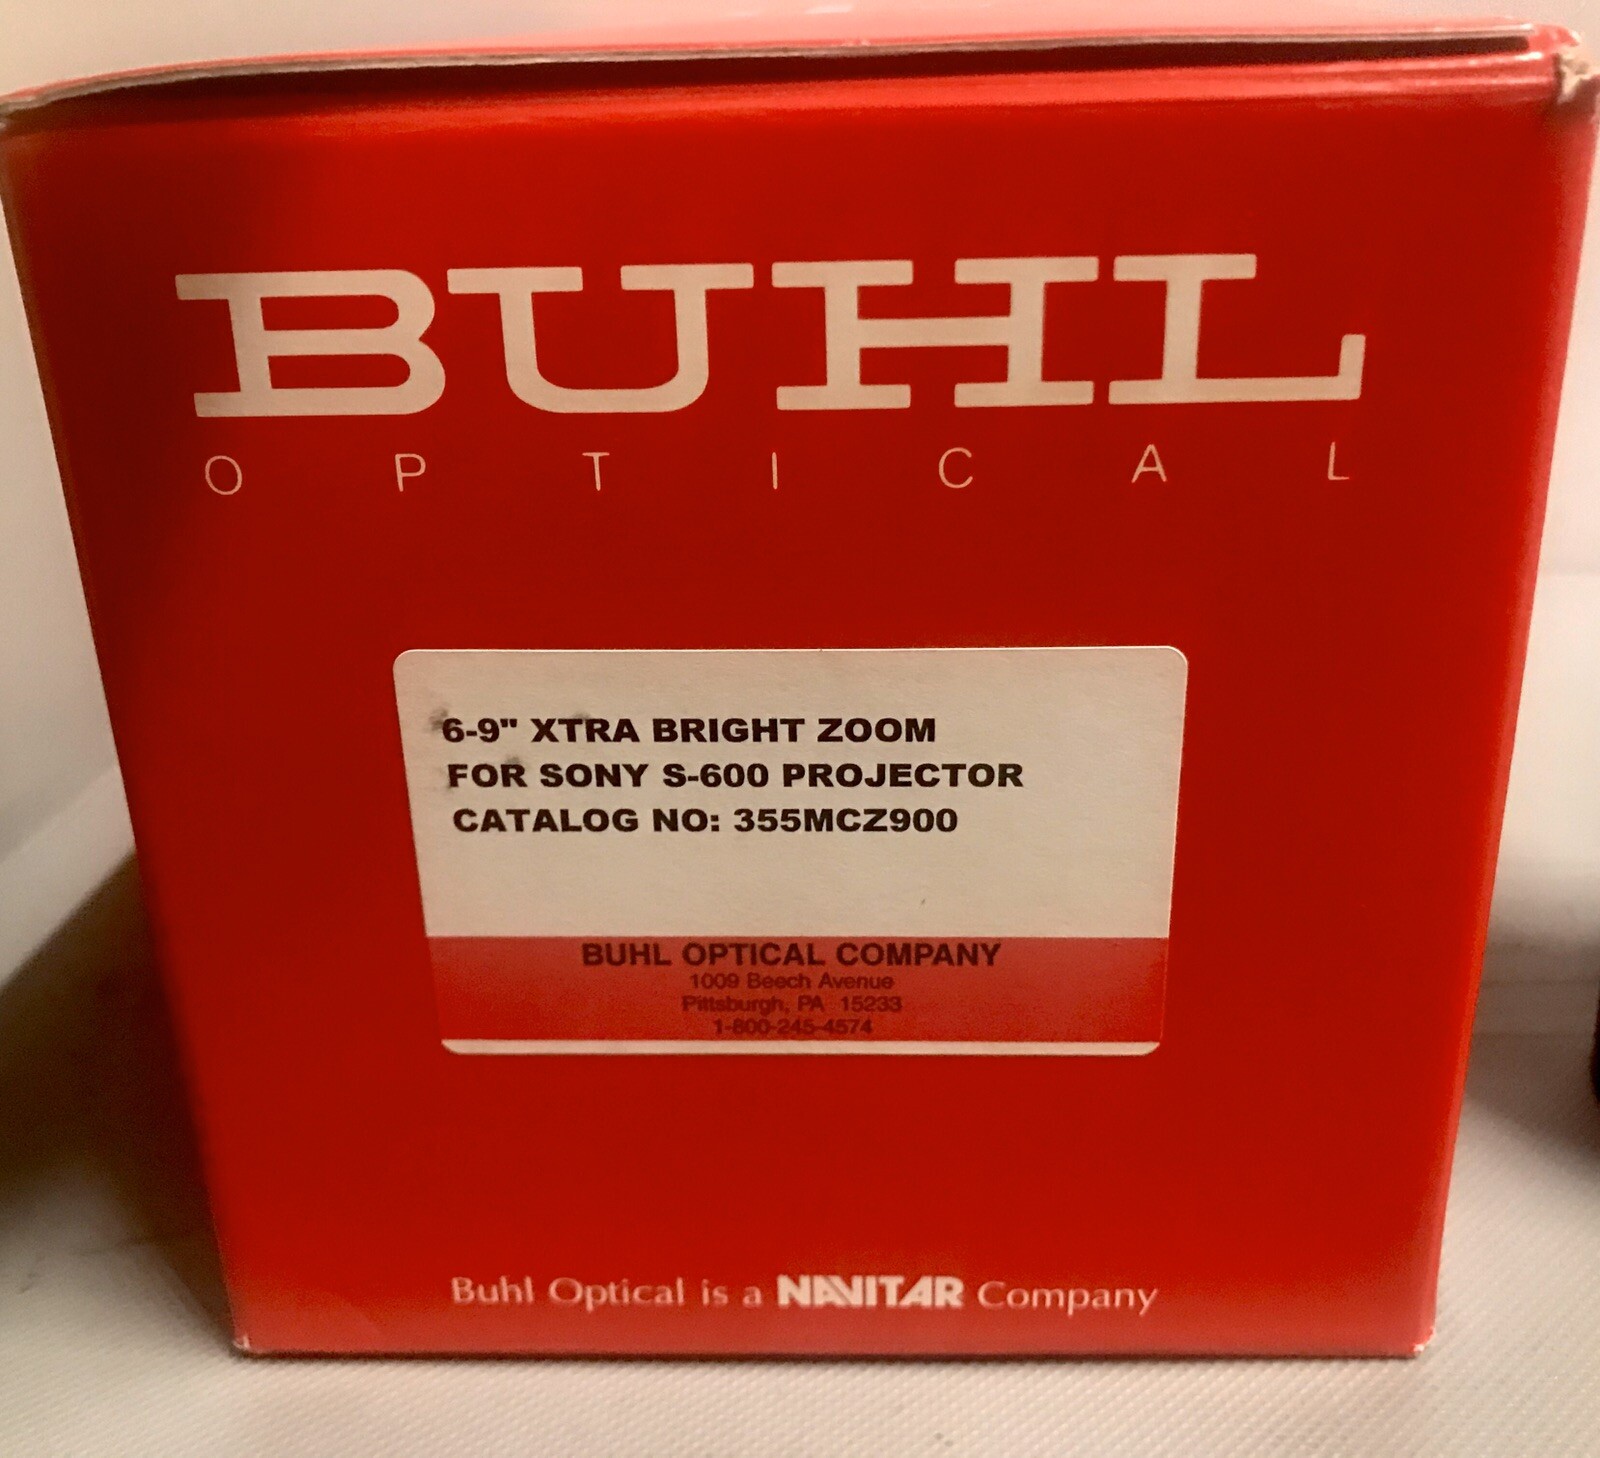 BUHL
OPTICAL
6-9" XTRA BRIGHT ZOOM
FOR SONY S-600 PROJECTOR
CATALOG NO: 355MCZ900
BUHL OPTICAL COMPANY
1009 Beech Avenue
Pittsburgh, PA 15233
1-800-245-4574
Buhl Optical is a NAVITAR Company